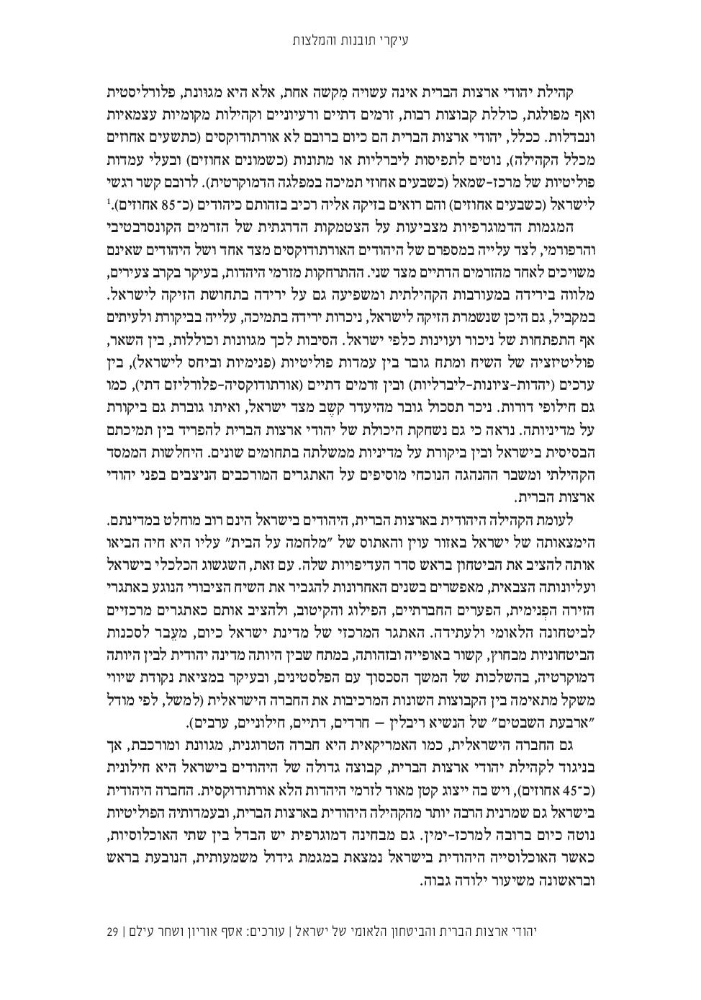 עיקרי תובנות והמלצות
קהילת יהודי ארצות הברית אינה עשויה מִקשה אחת, אלא היא מגוּונת, פלורליסטית
ואף מפולגת, כוללת קבוצות רבות, זרמים דתיים ורעיוניים וקהילות מקומיות עצמאיות
ונבדלות. ככלל, יהודי ארצות הברית הם כיום ברובם לא אורתודוקסים (כתשעים אחוזים
מכלל הקהילה), נוטים לתפיסות ליברליות או מתונות (כשמונים אחוזים) ובעלי עמדות
פוליטיות של מרכז-שמאל (כשבעים אחוזי תמיכה במפלגה הדמוקרטית). לרובם קשר רגשי
לישראל (כשבעים אחוזים) והם רואים בזיקה אליה רכיב בזהותם כיהודים (כ־85 אחוזים).1
המגמות הדמוגרפיות מצביעות על הצטמקות הדרגתית של הזרמים הקונסרבטיבי
והרפורמי, לצד עלייה במספרם של היהודים האורתודוקסים מצד אחד ושל היהודים שאינם
משויכים לאחד מהזרמים הדתיים מצד שני. ההתרחקות מזרמי היהדות, בעיקר בקרב צעירים,
מלווה בירידה במעורבות הקהילתית ומשפיעה גם על ירידה בתחושת הזיקה לישראל.
במקביל, גם היכן שנשמרת הזיקה לישראל, ניכרות ירידה בתמיכה, עלייה בביקורת ולעיתים
אף התפתחות של ניכור ועוינות כלפי ישראל. הסיבות לכך מגוונות וכוללות, בין השאר,
פוליטיזציה של השיח ומתח גובר בין עמדות פוליטיות (פנימיות וביחס לישראל), בין
ערכים (יהדות-ציונות-ליברליות) ובין זרמים דתיים (אורתודוקסיה-פלורליזם דתי), כמו
גם חילופי דורות. ניכר תסכול גובר מהיעדר קשֶב מצד ישראל, ואיתו גוברת גם ביקורת
על מדיניותה. נראה כי גם נשחקת היכולת של יהודי ארצות הברית להפריד בין תמיכתם
הבסיסית בישראל ובין ביקורת על מדיניות ממשלתה בתחומים שונים. היחלשות הממסד
הקהילתי ומשבר ההנהגה הנוכחי מוסיפים על האתגרים המורכבים הניצבים בפני יהודי
ארצות הברית.
לעומת הקהילה היהודית בארצות הברית, היהודים בישראל הינם רוב מוחלט במדינתם.
הימצאותה של ישראל באזור עוין והאתוס של "מלחמה על הבית" עליו היא חיה הביאו
אותה להציב את הביטחון בראש סדר העדיפויות שלה. עם זאת, השגשוג הכלכלי בישראל
ועליונותה הצבאית, מאפשרים בשנים האחרונות להגביר את השיח הציבורי הנוגע באתגרי
הזירה הפְנימית, הפערים החברתיים, הפילוג והקיטוב, ולהציב אותם כאתגרים מרכזיים
לביטחונה הלאומי ולעתידה. האתגר המרכזי של מדינת ישראל כיום, מעֵבר לסכנות
הביטחוניות מבחוץ, קשור באופייה ובזהותה, במתח שבין היותה מדינה יהודית לבין היותה
דמוקרטיה, בהשלכות של המשך הסכסוך עם הפלסטינים, ובעיקר במציאת נקודת שיווי
משקל מתאימה בין הקבוצות השונות המרכיבות את החברה הישראלית (למשל, לפי מודל
"ארבעת השבטים" של הנשיא ריבלין – חרדים, דתיים, חילוניים, ערבים).
גם החברה הישראלית, כמו האמריקאית היא חברה הטרוגנית, מגוונת ומורכבת, אך
בניגוד לקהילת יהודי ארצות הברית, קבוצה גדולה של היהודים בישראל היא חילונית
(כ־45 אחוזים), ויש בה ייצוג קטן מאוד לזרמי היהדות הלא אורתודוקסית. החברה היהודית
בישראל גם שמרנית הרבה יותר מהקהילה היהודית בארצות הברית, ובעמדותיה הפוליטיות
נוטה כיום ברובה למרכז-ימין. גם מבחינה דמוגרפית יש הבדל בין שתי האוכלוסיות,
כאשר האוכלוסייה היהודית בישראל נמצאת במגמת גידול משמעותית, הנובעת בראש
ובראשונה משיעור ילודה גבוה.
יהודי ארצות הברית והביטחון הלאומי של ישראל | עורכים: אסף אוריון ושחר עילם | 29